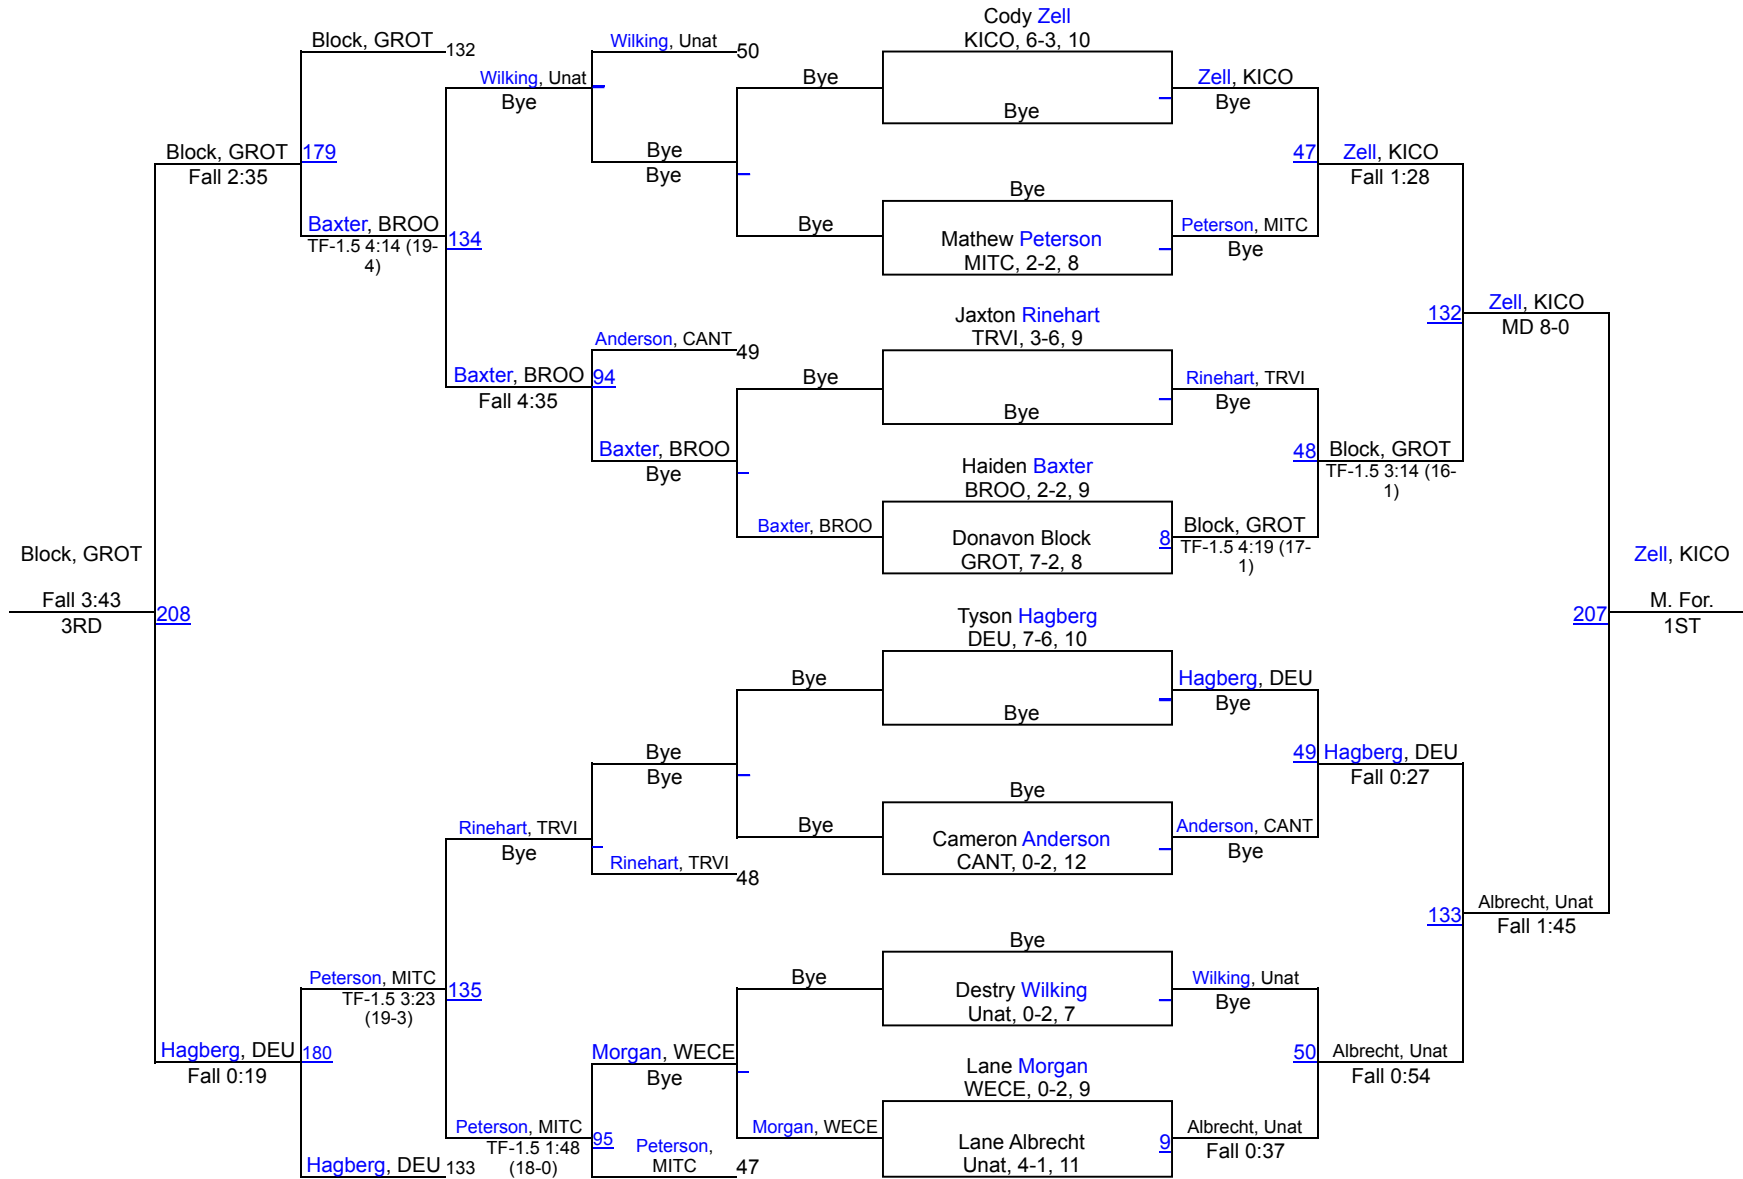 Cody Zell
KICO, 6-3, 10
Block, GROT 132
Wilking, Unat 50
Wilking, Unat
Bye
Bye
Bye
Zell, KICO
Bye
Block, GROT 179
Fall 2:35
Bye
Bye
47 Zell, KICO
Fall 1:28
Bye
Baxter, BROO
TF-1.5 4:14 (19-
4)
134
Bye
Mathew Peterson
MITC, 2-2, 8
Peterson, MITC
Bye
Jaxton Rinehart
TRVI, 3-6, 9
132 Zell, KICO
MD 8-0
Anderson, CANT 49
Baxter, BROO 94
Fall 4:35
Bye
Bye
Rinehart, TRVI
Bye
Baxter, BROO
Bye
Haiden Baxter
BROO, 2-2, 9
48 Block, GROT
TF-1.5 3:14 (16-
1)
Baxter, BROO
Donavon Block
GROT, 7-2, 8
8 Block, GROT
TF-1.5 4:19 (17-
1)
Block, GROT
Fall 3:43
3RD
208
Zell, KICO
207 M. For.
1ST
Tyson Hagberg
DEU, 7-6, 10
Bye
Bye
Hagberg, DEU
Bye
Bye
Bye
49 Hagberg, DEU
Fall 0:27
Bye
Rinehart, TRVI
Bye
Bye
Cameron Anderson
CANT, 0-2, 12
Anderson, CANT
Bye
Rinehart, TRVI 48
133 Albrecht, Unat
Fall 1:45
Bye
Peterson, MITC
TF-1.5 3:23
(19-3)
135
Bye
Destry Wilking
Unat, 0-2, 7
Wilking, Unat
Bye
Hagberg, DEU 180
Fall 0:19
Morgan, WECE
Bye
Lane Morgan
WECE, 0-2, 9
50 Albrecht, Unat
Fall 0:54
Peterson, MITC
TF-1.5 1:48
(18-0)
95
Peterson,
MITC 47
Morgan, WECE
Lane Albrecht
Unat, 4-1, 11
9 Albrecht, Unat
Fall 0:37
Hagberg, DEU 133